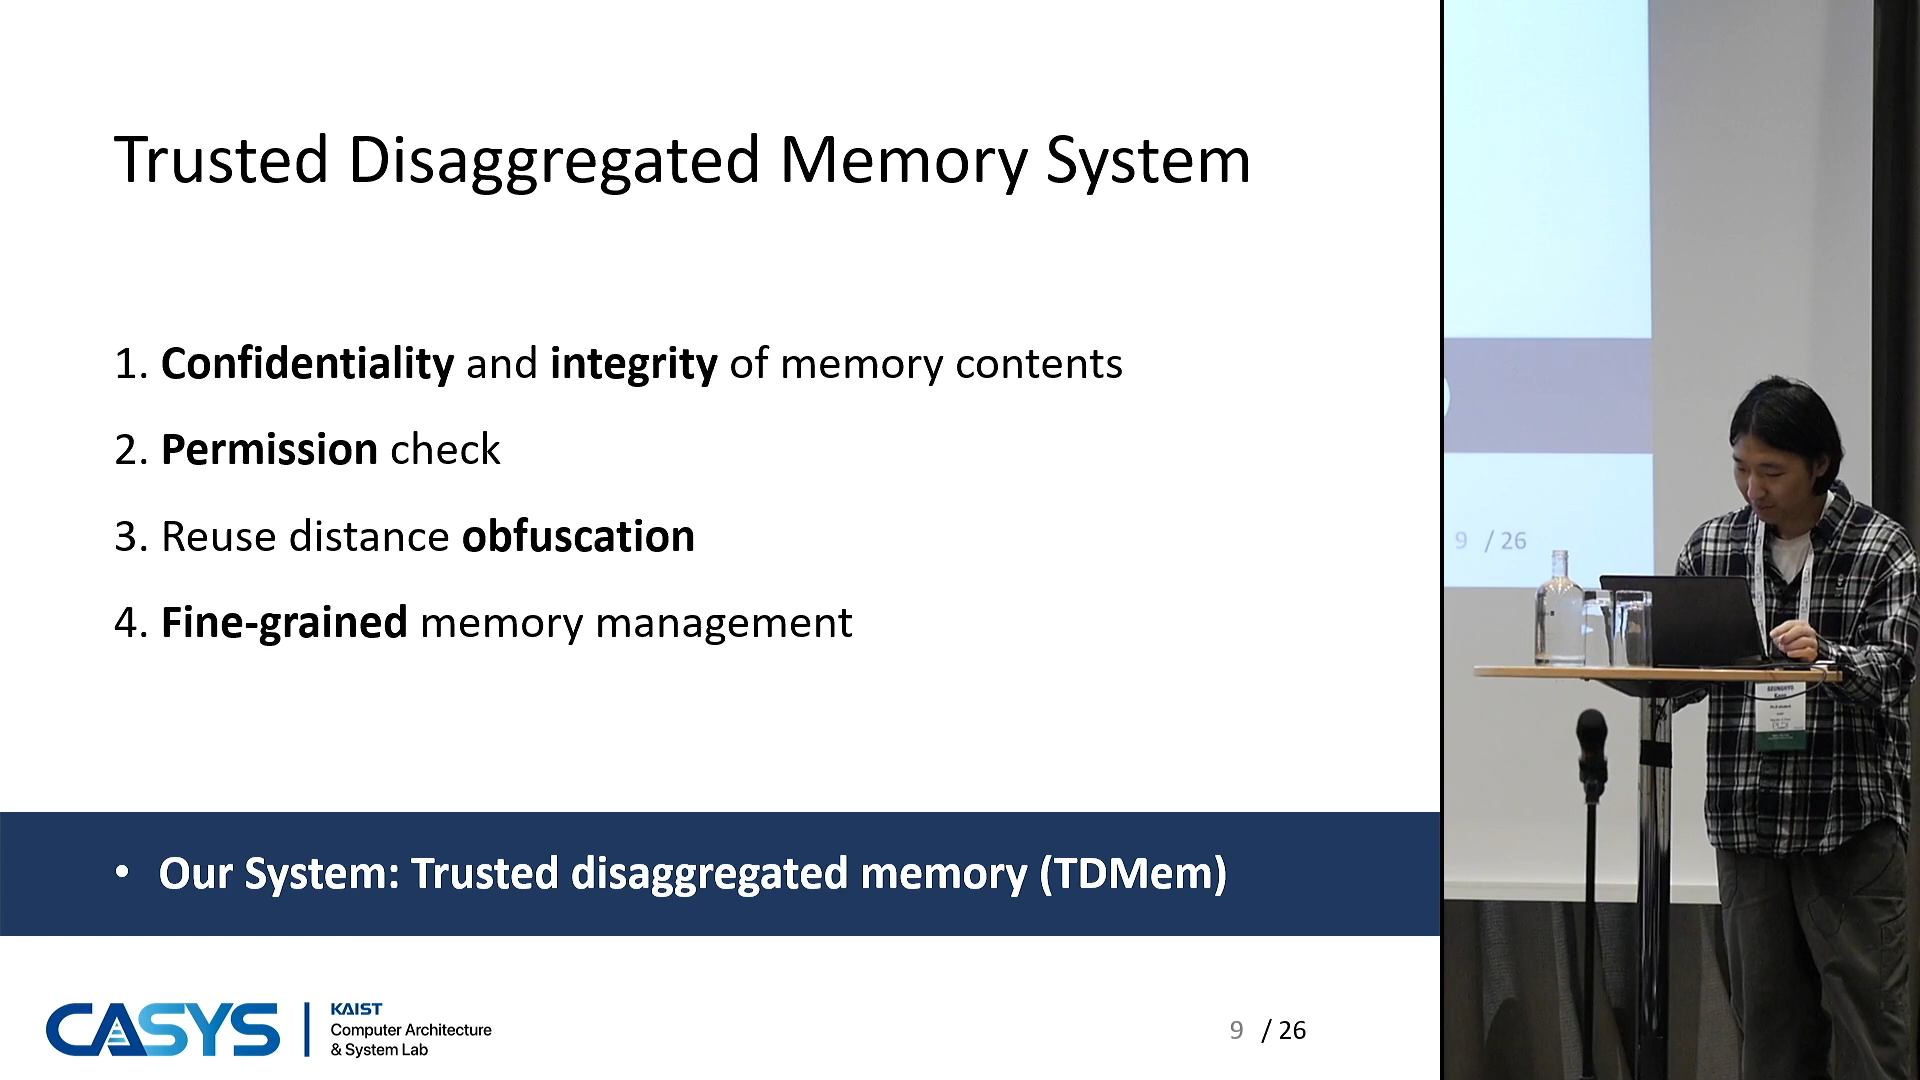 Trusted Disaggregated Memory System
1. Confidentiality and integrity of memory contents
2. Permission check
3. Reuse distance obfuscation
4. Fine-grained memory management
• Our System: Trusted disaggregated memory (TDMem)
CASYS
KAIST
Computer Architecture
& System Lab
9 / 26
)
9 / 26